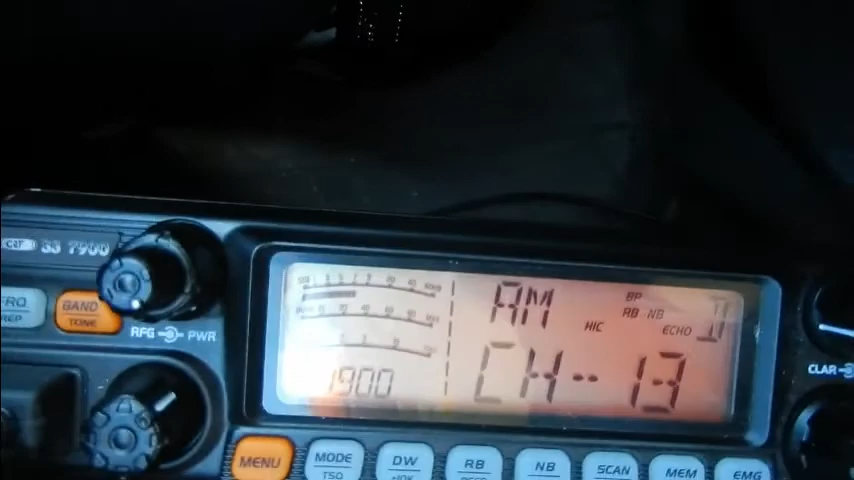 SS 7900
FRQ
REP
BAND
TONE
RFG PWR
AM
BP
RB NB
HIC
ECHO
D
1900
CH--13
CLAR
MENU
MODE
TSQ
DW
RB
NB
SCAN
MEM
EMG